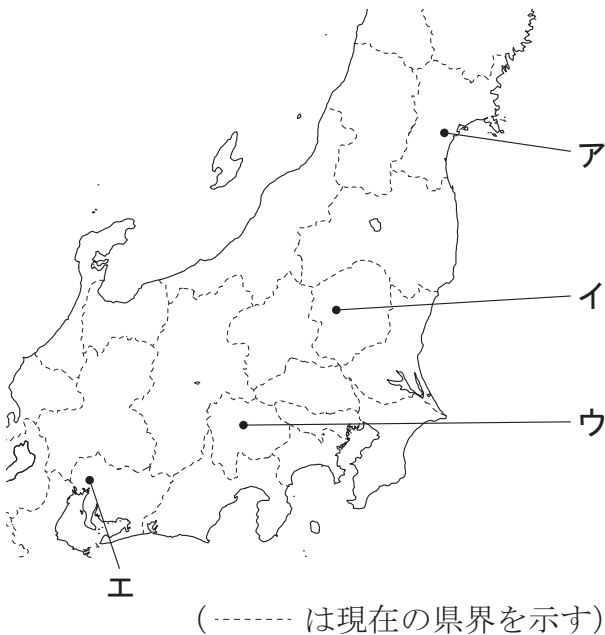 ア
イ
ウ
エ
(------- は現在の県界を示す)